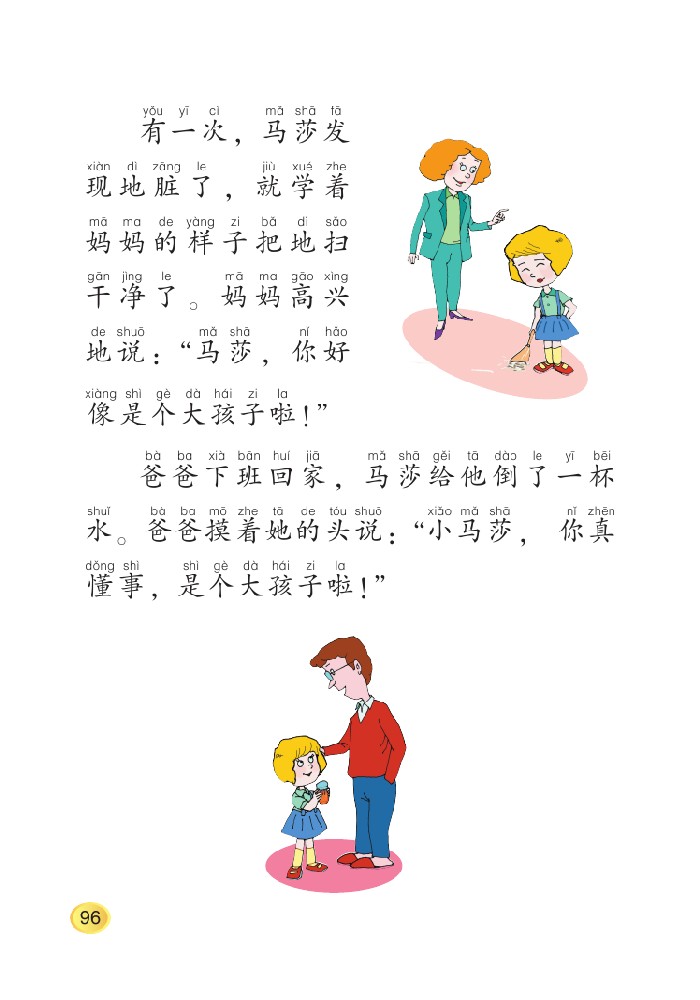 yǒu yī cì mǎ shā fā
有一次，马莎发
xiàn dì zāng le jiù xué zhe
现地脏了，就学着
mā ma de yàng zi bǎ dì sǎo
妈妈的样子把地扫
gān jìng le mā ma gāo xìng
干净了。妈妈高兴
de shuō mǎ shā nǐ hǎo
地说：“马莎，你好
xiàng shì gè dà hái zi la
像是个大孩子啦！”
bà ba xià bān huí jiā mǎ shā gěi tā dào le yī bēi
爸爸下班回家，马莎给他倒了一杯
shuǐ bà ba mō zhe tā de tóu shuō xiǎo mǎ shā nǐ zhēn
水。爸爸摸着她的头说：“小马莎，你真
dǒng shì shì gè dà hái zi la
懂事，是个大孩子啦！”
96